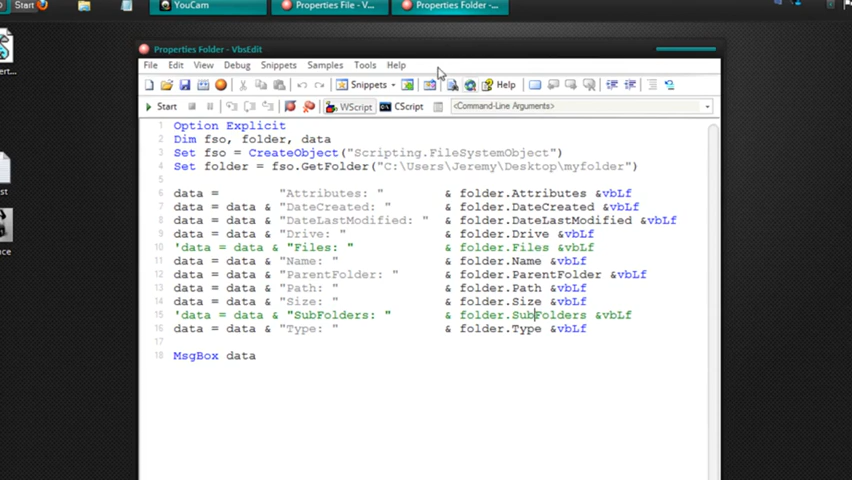 Start YouCam Properties File - V... Properties Folder -...
Properties Folder - VbsEdit
File Edit View Debug Snippets Samples Tools Help
Snippets Help
Start WScript CScript <Command-Line Arguments>
1 Option Explicit
2 Dim fso, folder, data
3 Set fso = CreateObject("Scripting.FileSystemObject")
4 Set folder = fso.GetFolder("C:\Users\Jeremy\Desktop\myfolder")
5
6 data = "Attributes: " & folder.Attributes &vbLf
7 data = data & "DateCreated: " & folder.DateCreated &vbLf
8 data = data & "DateLastModified: " & folder.DateLastModified &vbLf
9 data = data & "Drive: " & folder.Drive &vbLf
10 'data = data & "Files: " & folder.Files &vbLf
11 data = data & "Name: " & folder.Name &vbLf
12 data = data & "ParentFolder: " & folder.ParentFolder &vbLf
13 data = data & "Path: " & folder.Path &vbLf
14 data = data & "Size: " & folder.Size &vbLf
15 'data = data & "SubFolders: " & folder.SubFolders &vbLf
16 data = data & "Type: " & folder.Type &vbLf
17
18 MsgBox data